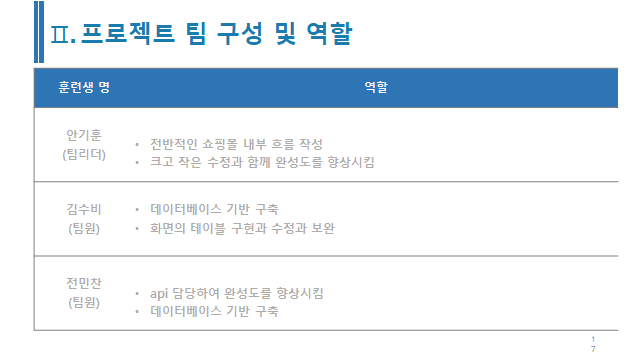 Ⅱ. 프로젝트 팀 구성 및 역할
훈련생 명
역할
안기훈
(팀리더)
• 전반적인 쇼핑몰 내부 흐름 작성
• 크고 작은 수정과 함께 완성도를 향상시킴
김수비
(팀원)
• 데이터베이스 기반 구축
• 화면의 테이블 구현과 수정과 보완
전민찬
(팀원)
• api 담당하여 완성도를 향상시킴
• 데이터베이스 기반 구축
1
7